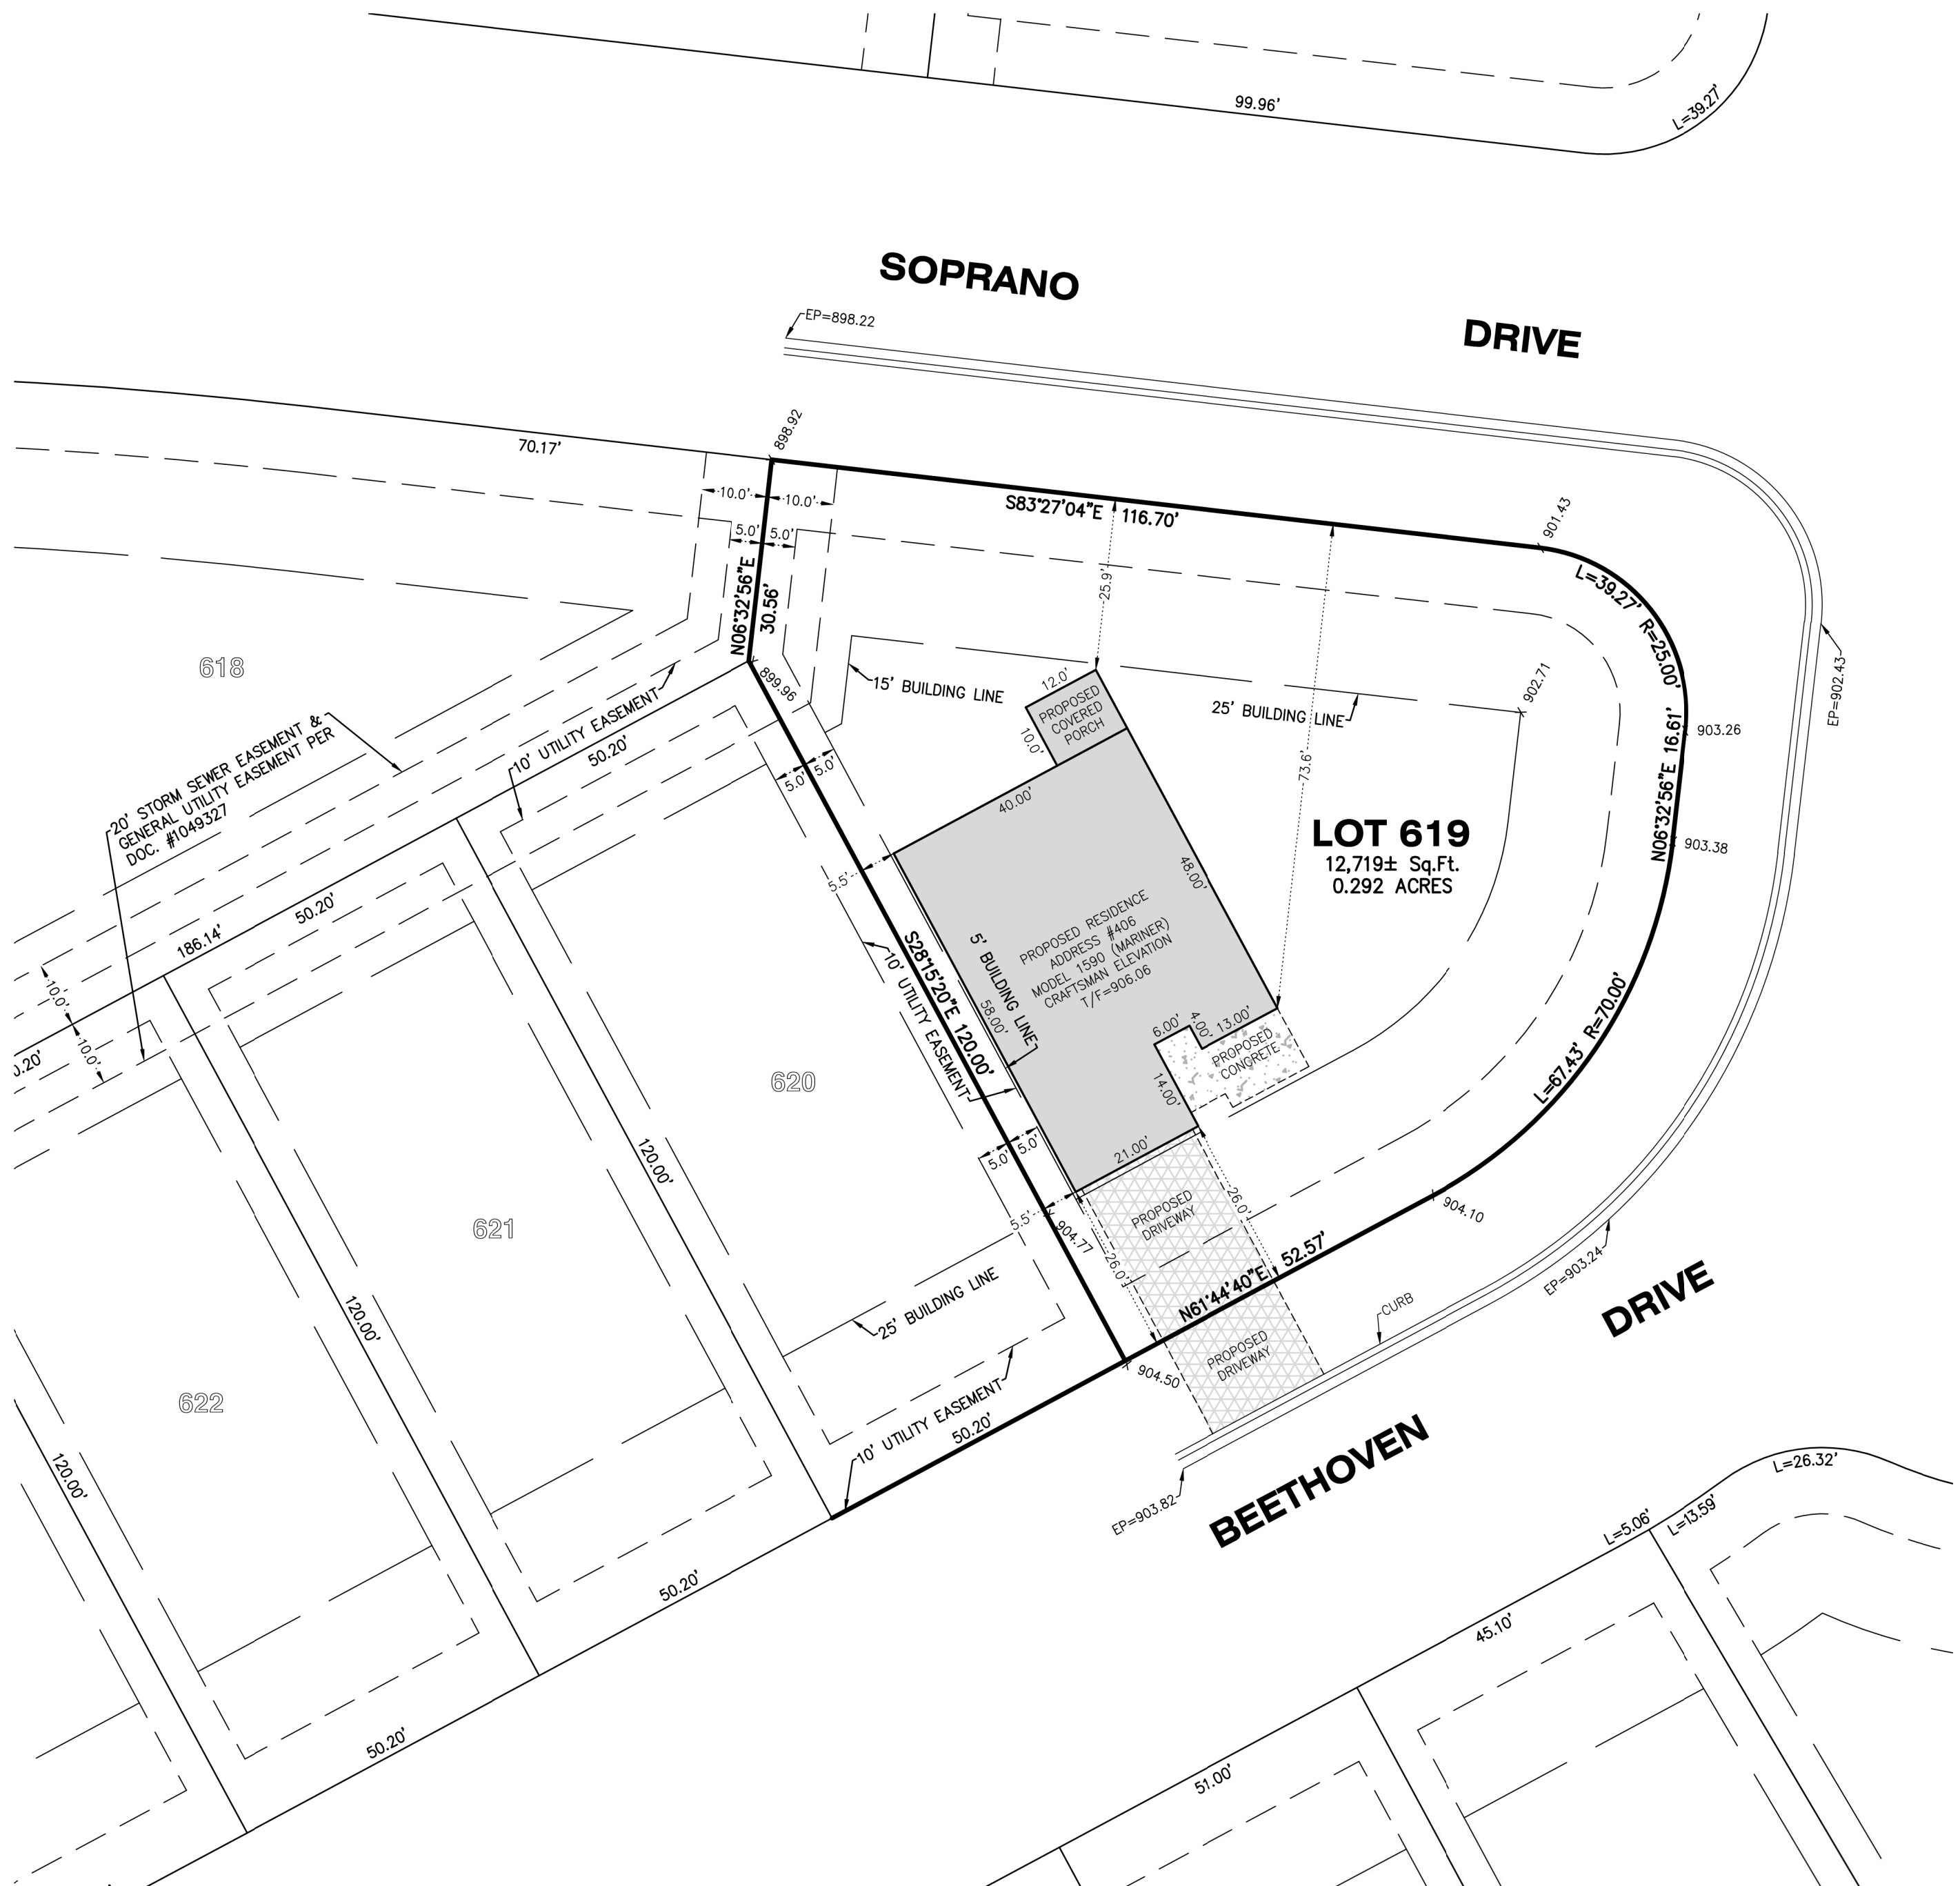 99.96'
L=39.27'
SOPRANO
DRIVE
EP=898.22
898.92
70.17'
10.0'
10.0'
5.0'
5.0'
S83°27'04"E 116.70'
901.43
N06°32'56"E
30.56'
25.9'
L=39.27' R=25.00'
618
899.96
15' BUILDING LINE
12.0'
PROPOSED
COVERED
PORCH
10.0'
25' BUILDING LINE
902.71
73.6'
903.26
EP=902.43
N06°32'56"E 16.61'
903.38
20' STORM SEWER EASEMENT &
GENERAL UTILITY EASEMENT PER
DOC. #1049327
10' UTILITY EASEMENT
50.20'
5.0'
5.0'
40.00'
48.00'
LOT 619
12,719± Sq.Ft.
0.292 ACRES
5.5'
50.20'
186.14'
10.0'
10.0'
0.20'
PROPOSED RESIDENCE
ADDRESS #406
MODEL 1590 (MARINER)
CRAFTSMAN ELEVATION
T/F=906.06
5' BUILDING LINE
58.00'
S28°15'20"E 120.00'
10' UTILITY EASEMENT
6.00'
4.00'
13.00'
PROPOSED
CONCRETE
14.00'
L=67.43' R=70.00'
620
21.00'
5.0'
5.0'
120.00'
621
5.5'
904.77
PROPOSED
DRIVEWAY
26.0'
26.0'
904.10
N61°44'40"E 52.57'
EP=903.24
DRIVE
25' BUILDING LINE
120.00'
CURB
PROPOSED
DRIVEWAY
904.50
622
10' UTILITY EASEMENT
50.20'
120.00'
BEETHOVEN
EP=903.82
L=26.32'
L=5.06'
L=13.59'
50.20'
45.10'
50.20'
51.00'